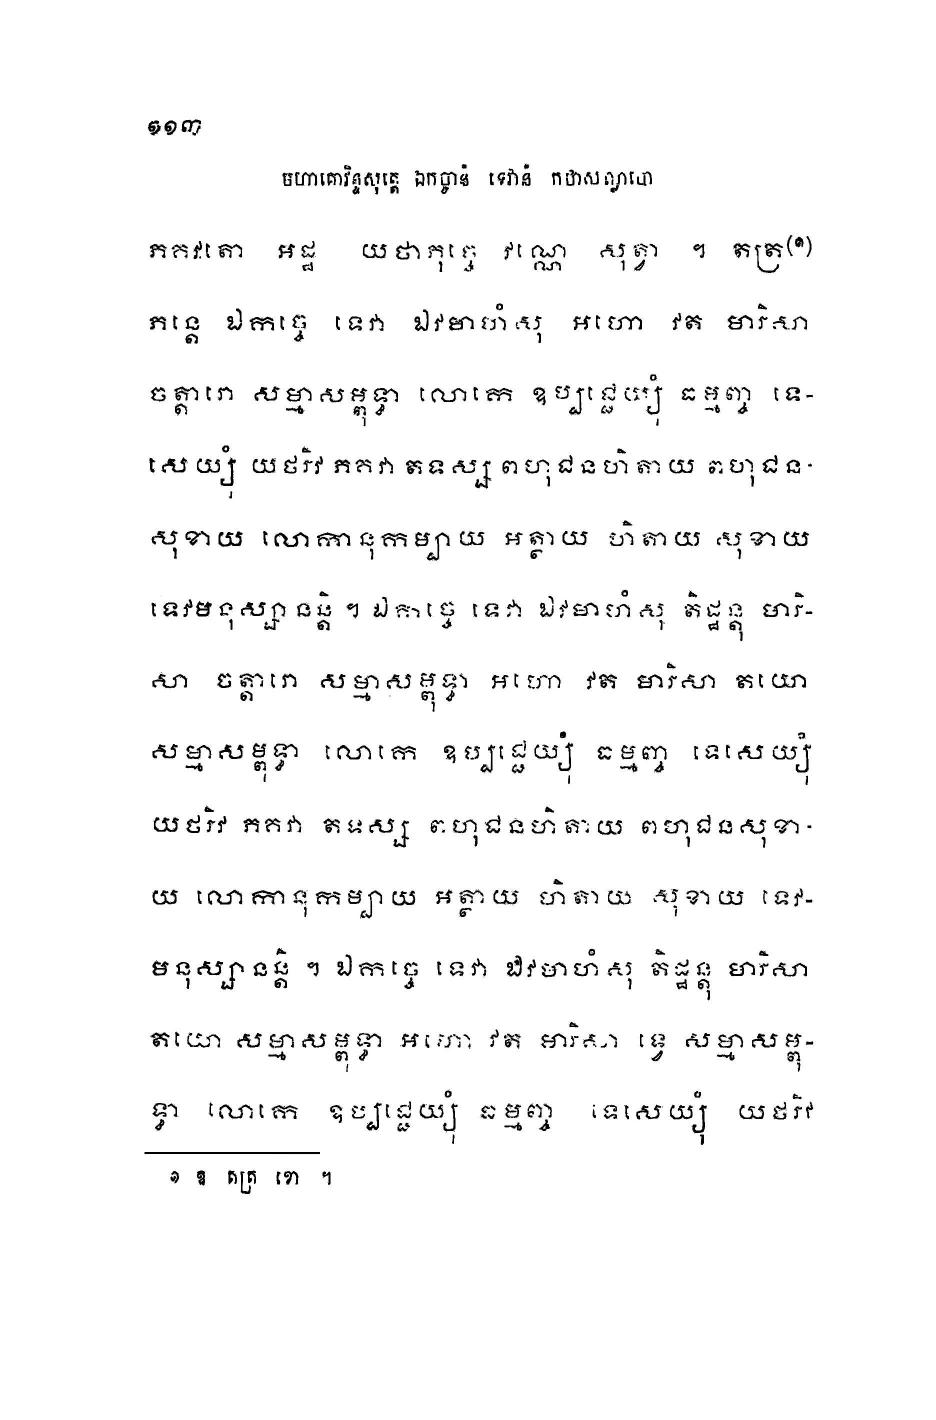 ១១៣
មហាគោវិន្ទសុត្តេ ឯកច្ចានំ ទេវានំ កថាសល្លាបោ
ភគវតោ អដ្ឋ យថាភុច្ចេ វណ្ណេ សុត្វា ។ តត្រ(១)
ភន្តេ ឯកច្ចេ ទេវា ឯវមាហំសុ អហោ វត មារិសា
ចត្តារោ សម្មាសម្ពុទ្ធា លោកេ ឧប្បជ្ជេយ្យុំ ធម្មញ្ច ទេ-
សេយ្យុំ យថរិវ ភគវា តទស្ស ពហុជនហិតាយ ពហុជន-
សុខាយ លោកានុកម្បាយ អត្ថាយ ហិតាយ សុខាយ
ទេវមនុស្សានន្តិ ។ ឯកច្ចេ ទេវា ឯវមាហំសុ តិដ្ឋន្តុ មារិ-
សា ចត្តារោ សម្មាសម្ពុទ្ធា អហោ វត មារិសា តយោ
សម្មាសម្ពុទ្ធា លោកេ ឧប្បជ្ជេយ្យុំ ធម្មញ្ច ទេសេយ្យុំ
យថរិវ ភគវា តទស្ស ពហុជនហិតាយ ពហុជនសុខា-
យ លោកានុកម្បាយ អត្ថាយ ហិតាយ សុខាយ ទេវ-
មនុស្សានន្តិ ។ ឯកច្ចេ ទេវា ឯវមាហំសុ តិដ្ឋន្តុ មារិសា
តយោ សម្មាសម្ពុទ្ធា អហោ វត មារិសា ទ្វេ សម្មាសម្ពុ-
ទ្ធា លោកេ ឧប្បជ្ជេយ្យុំ ធម្មញ្ច ទេសេយ្យុំ យថរិវ
១ ឱ តត្រ ខោ ។